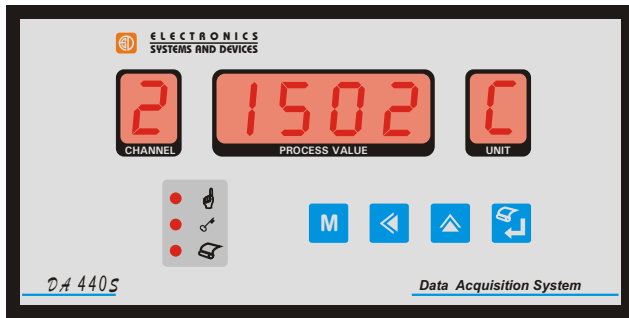 ELECTRONICS
SYSTEMS AND DEVICES
2 1502 C
CHANNEL PROCESS VALUE UNIT
M
DA 440S
Data Acquisition System